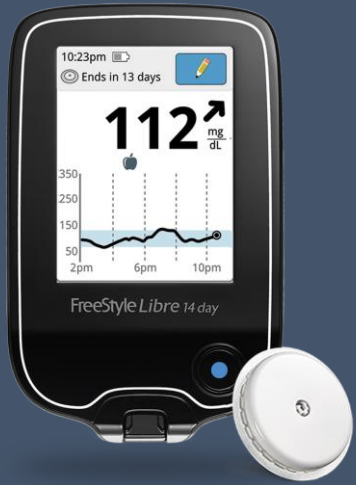 10:23pm
Ends in 13 days
112 mg/dL
350
250
150
50
2pm 6pm 10pm
FreeStyle Libre 14 day